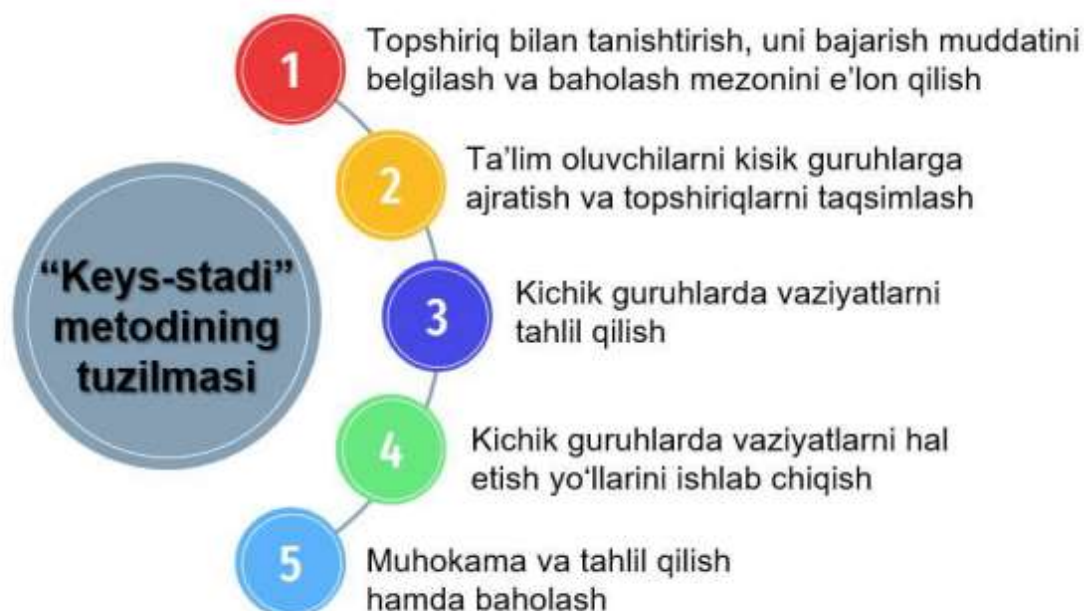 “Keys-stadi”
metodining
tuzilmasi
1
Topshiriq bilan tanishtirish, uni bajarish muddatini
belgilash va baholash mezonini e’lon qilish
2
Ta’lim oluvchilarni kisik guruhlarga
ajratish va topshiriqlarni taqsimlash
3
Kichik guruhlarda vaziyatlarni
tahlil qilish
4
Kichik guruhlarda vaziyatlarni hal
etish yo‘llarini ishlab chiqish
5
Muhokama va tahlil qilish
hamda baholash